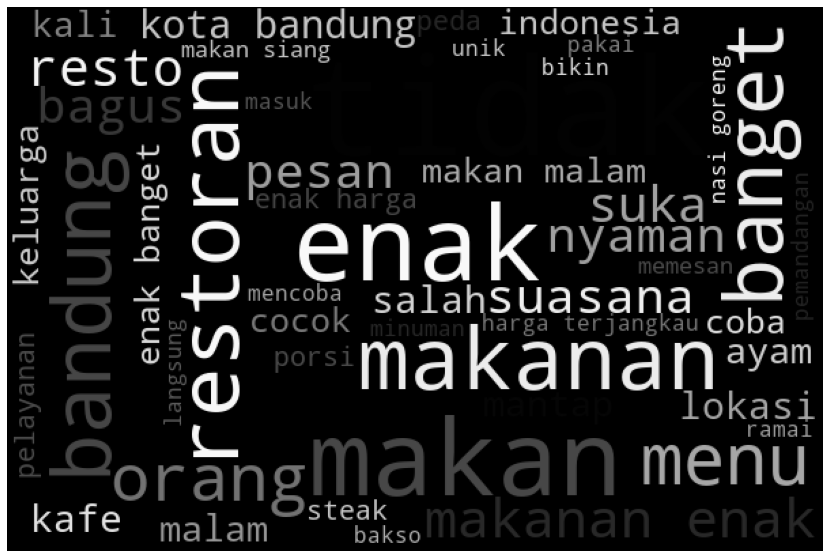 kali
kota bandung
peda
indonesia
makan siang
unik
pakai
resto
bikin
bagus
masuk
tidak
banget
nasi goreng
restoran
keluarga
bandung
enak banget
pesan
makan malam
enak harga
suka
enak
nyaman
memesan
pemandangan
mencoba
salah
suasana
cocok
minuman
harga terjangkau
coba
langsung
porsi
makanan
ayam
pelayanan
mantap
lokasi
ramai
makan
menu
orang
kafe
malam
steak
bakso
makanan enak